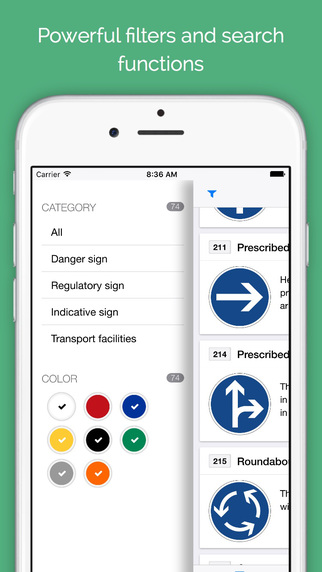 Powerful filters and search
functions
Carrier
8:36 AM
CATEGORY 74
All
Danger sign
Regulatory sign
Indicative sign
Transport facilities
COLOR 74
211 Prescribed
He
pr
ar
214 Prescribed
Th
in
in
215 Roundabou
Th
wi